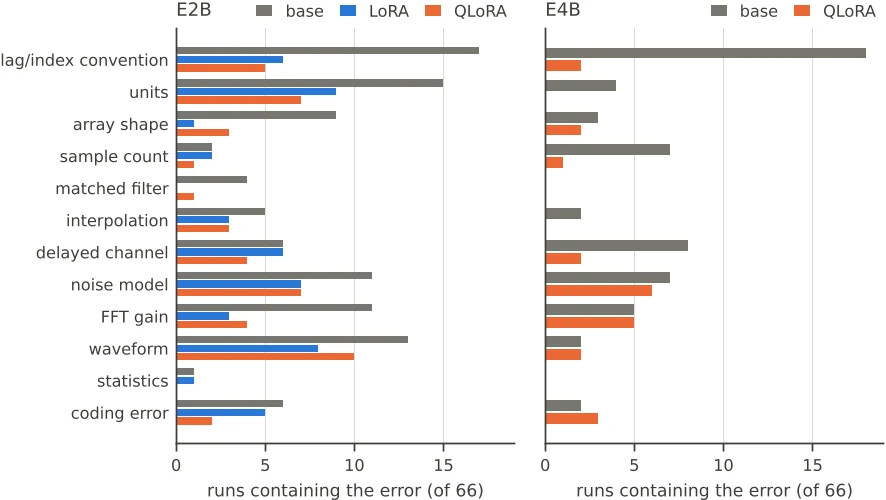 E2B base LoRA QLoRA
E4B base QLoRA
lag/index convention
units
array shape
sample count
matched filter
interpolation
delayed channel
noise model
FFT gain
waveform
statistics
coding error
0 5 10 15
runs containing the error (of 66)
0 5 10 15
runs containing the error (of 66)